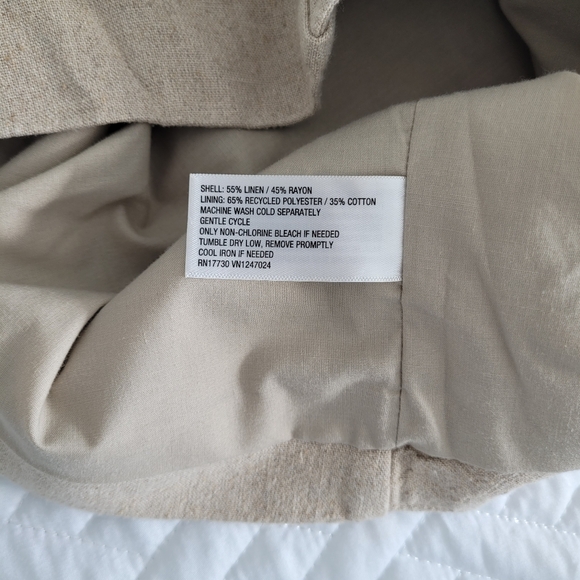 SHELL: 55% LINEN / 45% RAYON
LINING: 65% RECYCLED POLYESTER / 35% COTTON
MACHINE WASH COLD SEPARATELY
GENTLE CYCLE
ONLY NON-CHLORINE BLEACH IF NEEDED
TUMBLE DRY LOW, REMOVE PROMPTLY
COOL IRON IF NEEDED
RN17730 VN1247024